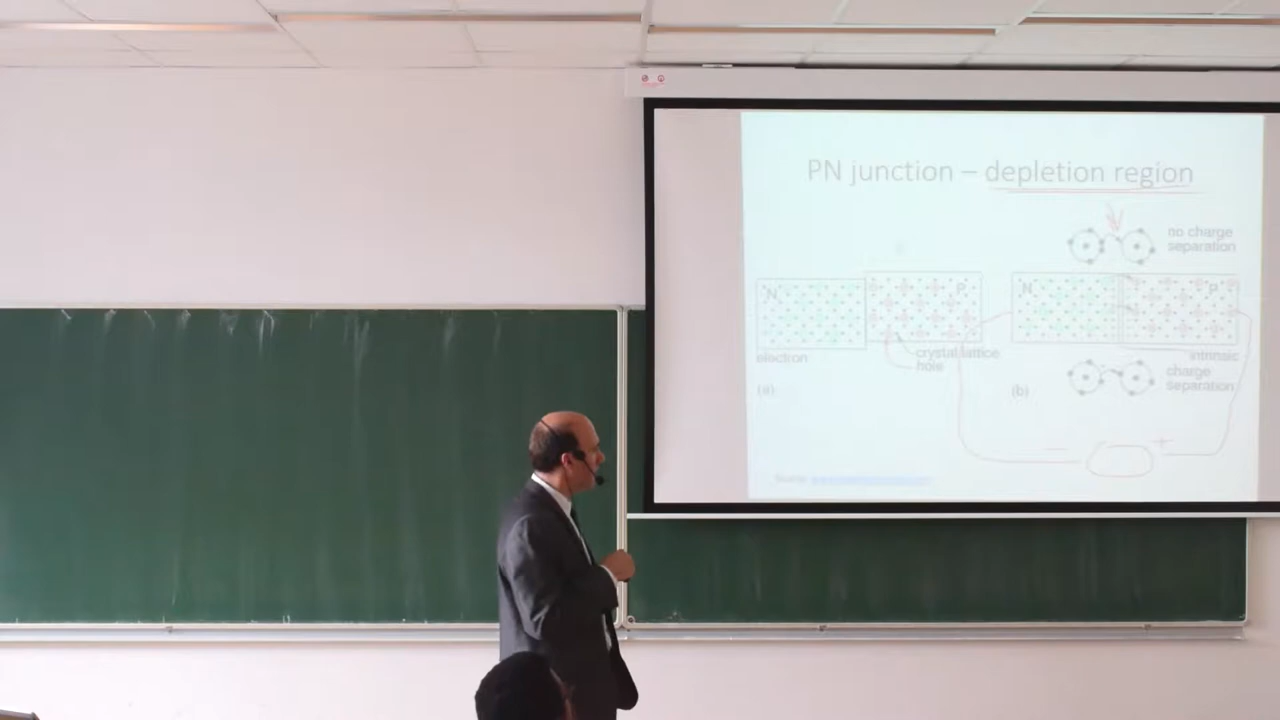 PN junction – depletion region
no charge
separation
N
P
N
P
electron
crystal lattice
hole
intrinsic
charge
separation
(a)
(b)
+